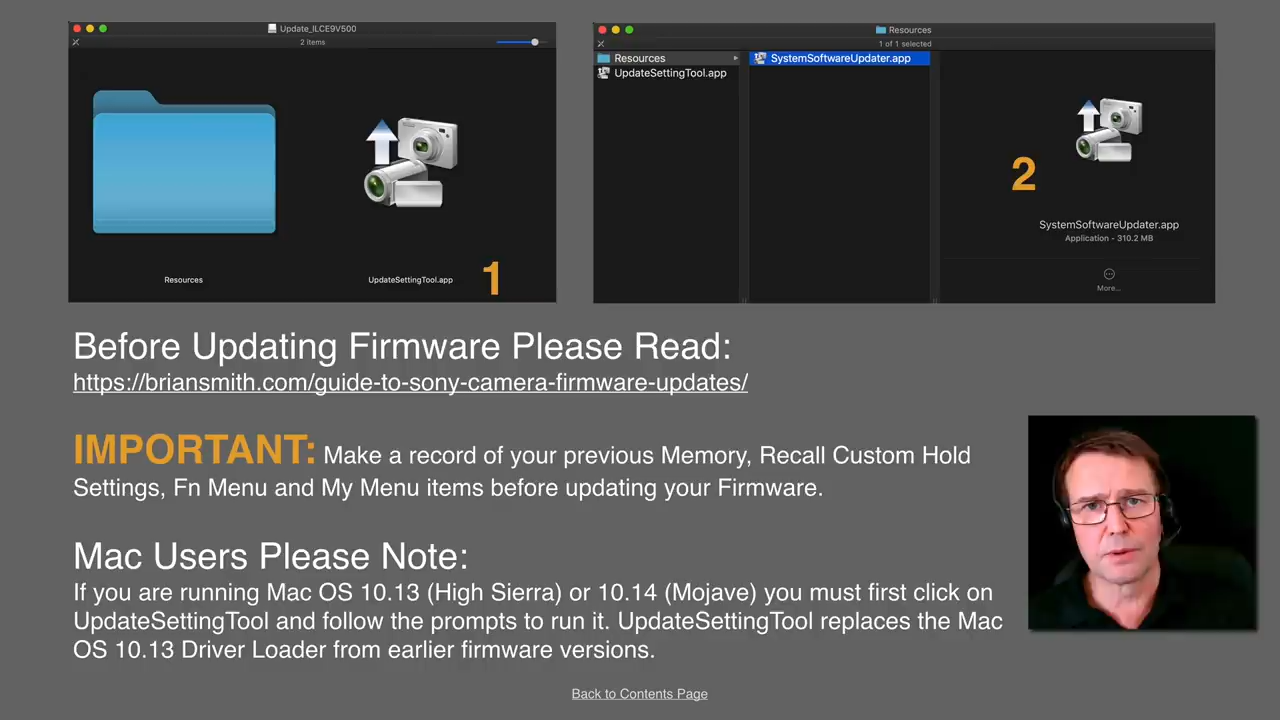 Update_ILCE9V500
2 items
Resources
UpdateSettingTool.app
1
Resources
1 of 1 selected
Resources
UpdateSettingTool.app
SystemSoftwareUpdater.app
2
SystemSoftwareUpdater.app
Application - 310.2 MB
More...
Before Updating Firmware Please Read:
https://briansmith.com/guide-to-sony-camera-firmware-updates/
IMPORTANT: Make a record of your previous Memory, Recall Custom Hold
Settings, Fn Menu and My Menu items before updating your Firmware.
Mac Users Please Note:
If you are running Mac OS 10.13 (High Sierra) or 10.14 (Mojave) you must first click on
UpdateSettingTool and follow the prompts to run it. UpdateSettingTool replaces the Mac
OS 10.13 Driver Loader from earlier firmware versions.
Back to Contents Page